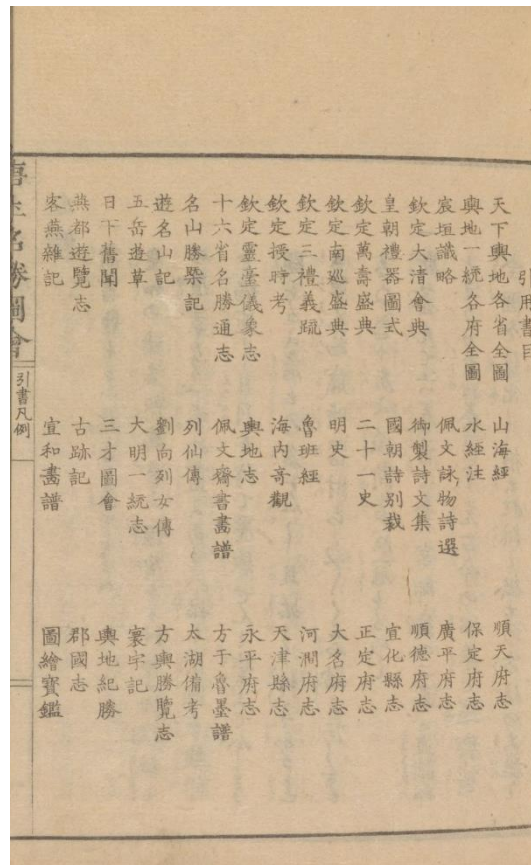 引用書目
天下輿地各省全圖 山海經 順天府志
輿地一統各府全圖 水經注 保定府志
宸垣識略 佩文詠物詩選 廣平府志
欽定大清會典 御製詩文集 順德府志
皇朝禮器圖式 國朝詩別裁 宣化縣志
欽定萬壽盛典 二十一史 正定府志
欽定南巡盛典 明史 大名府志
欽定三禮義疏 魯班經 河澗府志
欽定授時考 海内奇觀 天津縣志
欽定靈臺儀象志 輿地志 永平府志
十六省名勝通志 佩文齋書畫譜 方于魯墨譜
名山勝槩記 列仙傳 太湖備考
遊名山記 劉向列女傳 方輿勝覽志
五岳遊草 大明一統志 寰宇記
日下舊聞 三才圖會 輿地紀勝
燕都遊覽志 古跡記 郡國志
客燕雜記 宣和畫譜 圖繪寶鑑
唐土名勝圖會 引書凡例